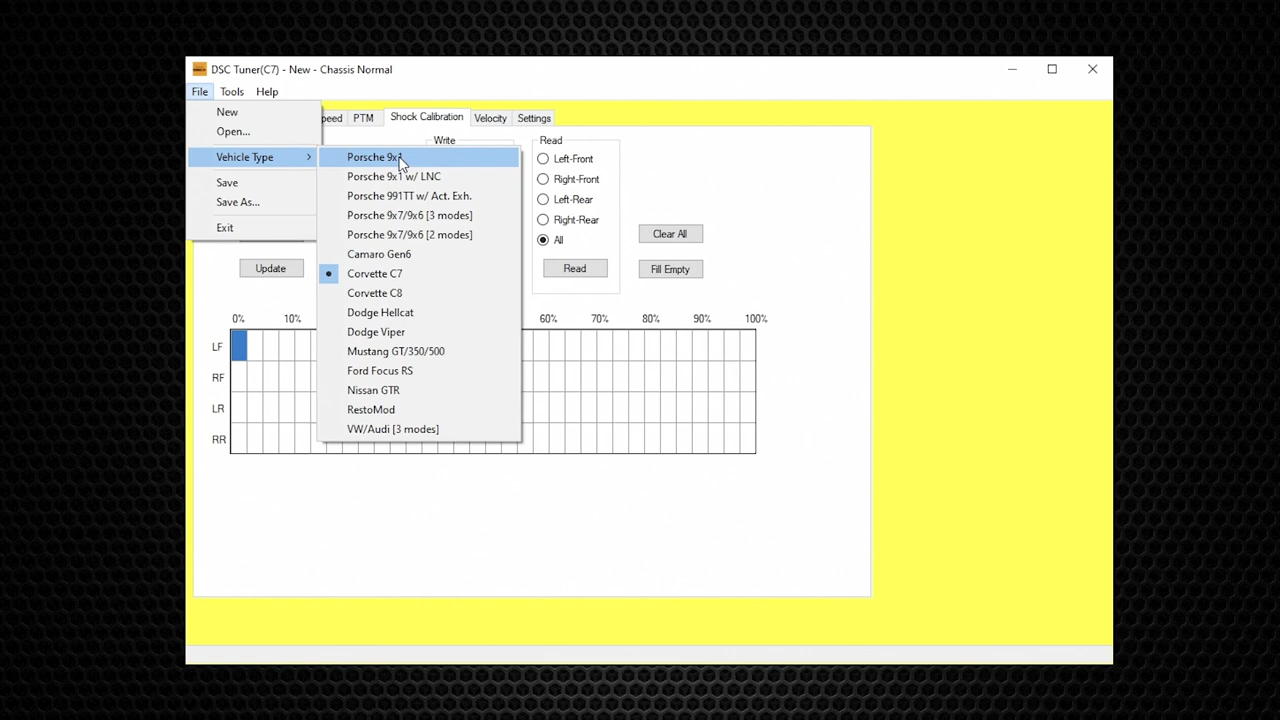 DSC Tuner(C7) - New - Chassis Normal
File Tools Help
New
Open...
Vehicle Type
Save
Save As...
Exit
Porsche 9x1
Porsche 9x1 w/ LNC
Porsche 991TT w/ Act. Exh.
Porsche 9x7/9x6 [3 modes]
Porsche 9x7/9x6 [2 modes]
Camaro Gen6
Corvette C7
Corvette C8
Dodge Hellcat
Dodge Viper
Mustang GT/350/500
Ford Focus RS
Nissan GTR
RestoMod
VW/Audi [3 modes]
PTM Shock Calibration Velocity Settings
Write
Read
Left-Front
Right-Front
Left-Rear
Right-Rear
All
Read
Clear All
Fill Empty
Update
0% 10% 60% 70% 80% 90% 100%
LF
RF
LR
RR